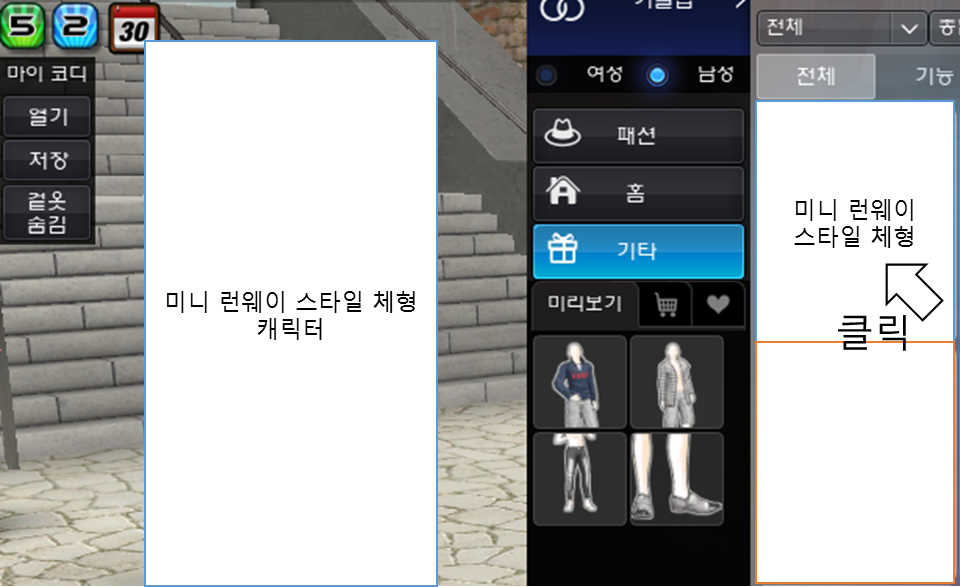 5 2 30
마이 코디
열기
저장
겉옷
숨김
미니 런웨이 스타일 체형
캐릭터
여성 남성
패션
홈
기타
미리보기
전체
전체 기능
미니 런웨이
스타일 체형
클릭